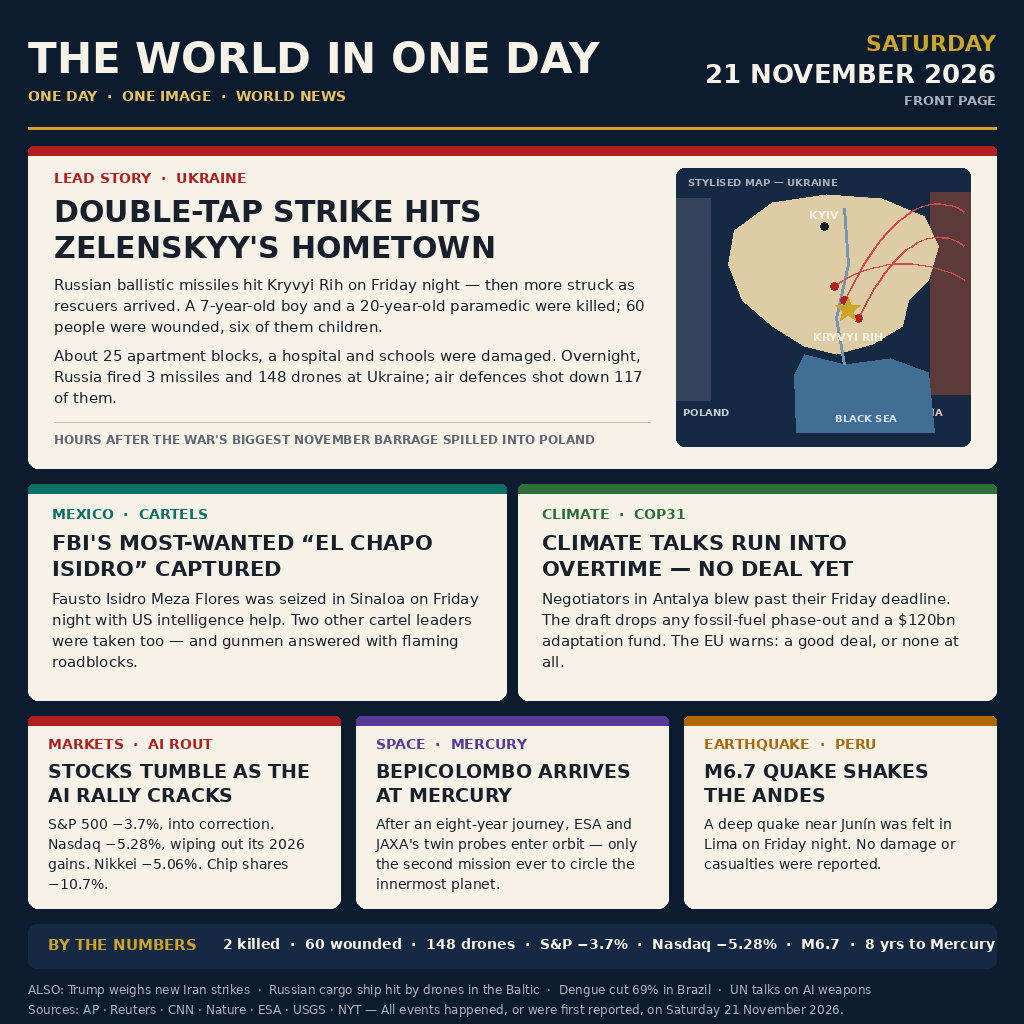 THE WORLD IN ONE DAY
ONE DAY · ONE IMAGE · WORLD NEWS
SATURDAY
21 NOVEMBER 2026
FRONT PAGE
LEAD STORY · UKRAINE
DOUBLE-TAP STRIKE HITS
ZELENSKYY'S HOMETOWN
Russian ballistic missiles hit Kryvyi Rih on Friday night — then more struck as
rescuers arrived. A 7-year-old boy and a 20-year-old paramedic were killed; 60
people were wounded, six of them children.
About 25 apartment blocks, a hospital and schools were damaged. Overnight,
Russia fired 3 missiles and 148 drones at Ukraine; air defences shot down 117
of them.
HOURS AFTER THE WAR'S BIGGEST NOVEMBER BARRAGE SPILLED INTO POLAND
STYLISED MAP — UKRAINE
KYIV
KRYVYI RIH
POLAND
BLACK SEA
IA
MEXICO · CARTELS
FBI'S MOST-WANTED “EL CHAPO
ISIDRO” CAPTURED
Fausto Isidro Meza Flores was seized in Sinaloa on Friday
night with US intelligence help. Two other cartel leaders
were taken too — and gunmen answered with flaming
roadblocks.
CLIMATE · COP31
CLIMATE TALKS RUN INTO
OVERTIME — NO DEAL YET
Negotiators in Antalya blew past their Friday deadline.
The draft drops any fossil-fuel phase-out and a $120bn
adaptation fund. The EU warns: a good deal, or none at
all.
MARKETS · AI ROUT
STOCKS TUMBLE AS THE
AI RALLY CRACKS
S&P 500 −3.7%, into correction.
Nasdaq −5.28%, wiping out its 2026
gains. Nikkei −5.06%. Chip shares
−10.7%.
SPACE · MERCURY
BEPICOLOMBO ARRIVES
AT MERCURY
After an eight-year journey, ESA and
JAXA's twin probes enter orbit — only
the second mission ever to circle the
innermost planet.
EARTHQUAKE · PERU
M6.7 QUAKE SHAKES
THE ANDES
A deep quake near Junín was felt in
Lima on Friday night. No damage or
casualties were reported.
BY THE NUMBERS 2 killed · 60 wounded · 148 drones · S&P −3.7% · Nasdaq −5.28% · M6.7 · 8 yrs to Mercury
ALSO: Trump weighs new Iran strikes · Russian cargo ship hit by drones in the Baltic · Dengue cut 69% in Brazil · UN talks on AI weapons
Sources: AP · Reuters · CNN · Nature · ESA · USGS · NYT — All events happened, or were first reported, on Saturday 21 November 2026.